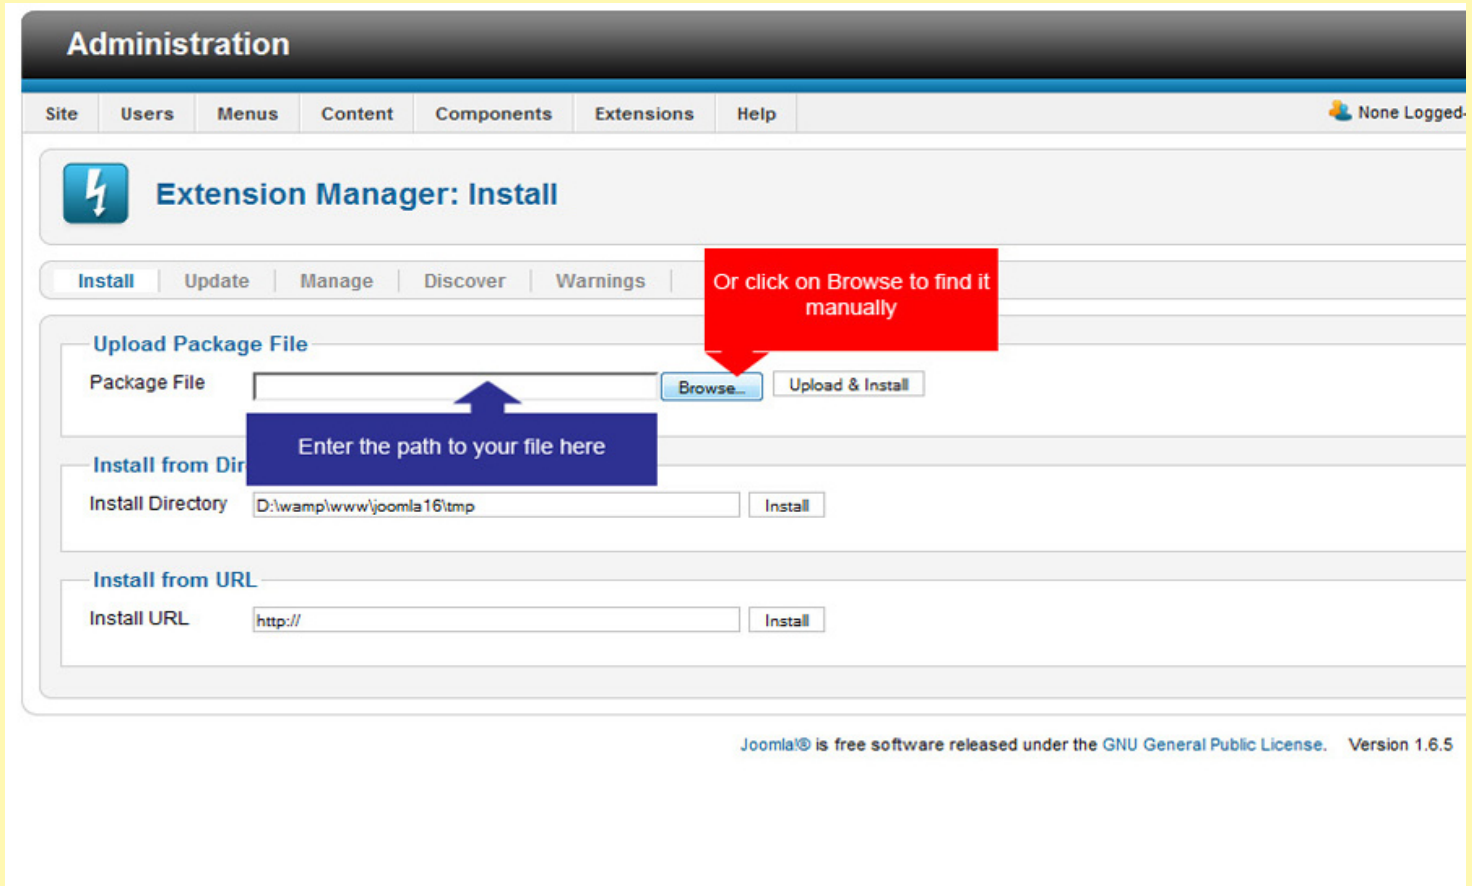 Administration
Site Users Menus Content Components Extensions Help None Logged-
Extension Manager: Install
Install Update Manage Discover Warnings
Or click on Browse to find it
manually
Upload Package File
Package File Browse... Upload & Install
Enter the path to your file here
Install from Dir
Install Directory D:\wamp\www\joomla16\tmp Install
Install from URL
Install URL http:// Install
Joomla!® is free software released under the GNU General Public License. Version 1.6.5